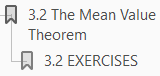 3.2 The Mean Value
Theorem
3.2 EXERCISES